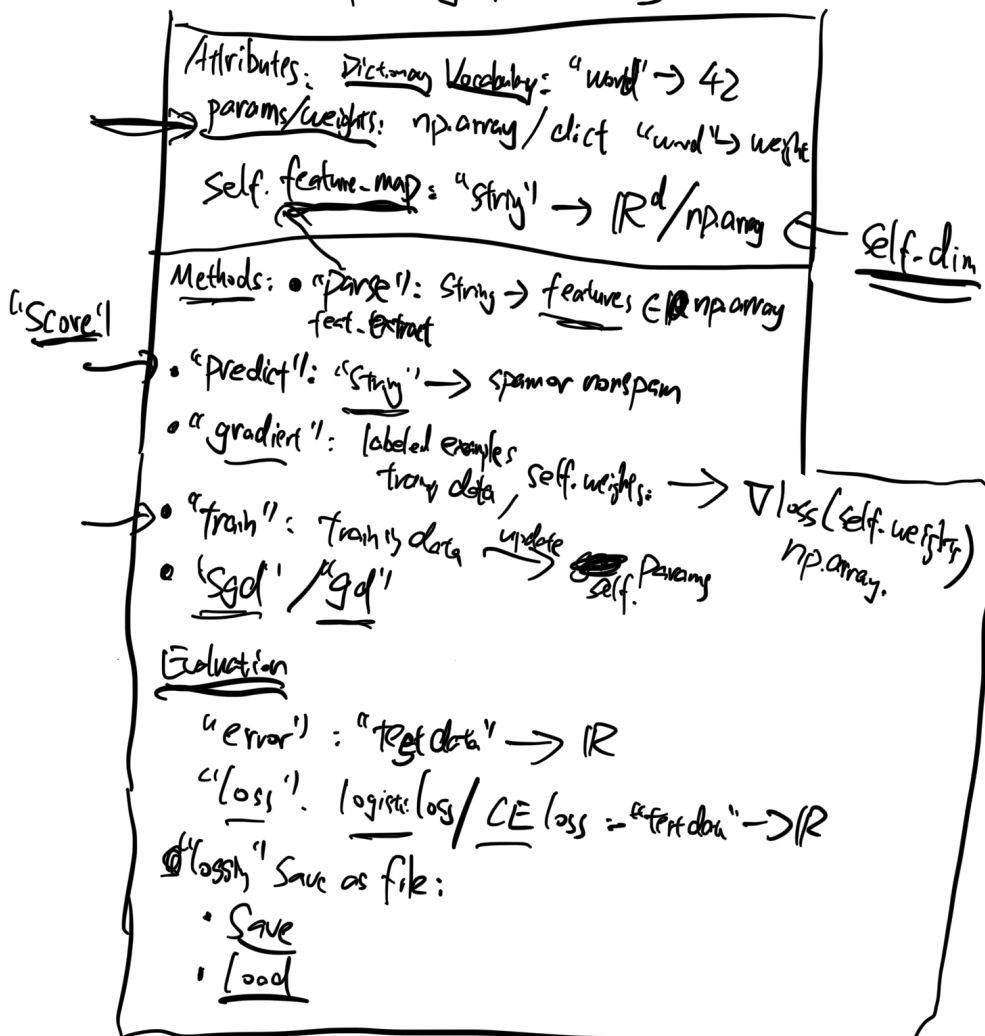 Attributes: Dictionary Vocabulary: "word" → 42
params/weights: np.array / dict "word" → weight
self.feature_map: "string" → R^d / np.array
self.dim
Methods: • "parse": string → features ∈ np.array
feat_extract
"Score"
• "predict": "string" → spam or nonspam
• "gradient": labeled examples
train data, self.weights: → ∇ loss(self.weights)
np.array.
• "train": training data update → self. params
• "sgd" / "gd"
Evaluation
"error": "test data" → R
"loss": logistic loss / CE loss: "test data" → R
Save as file:
• Save
• Load